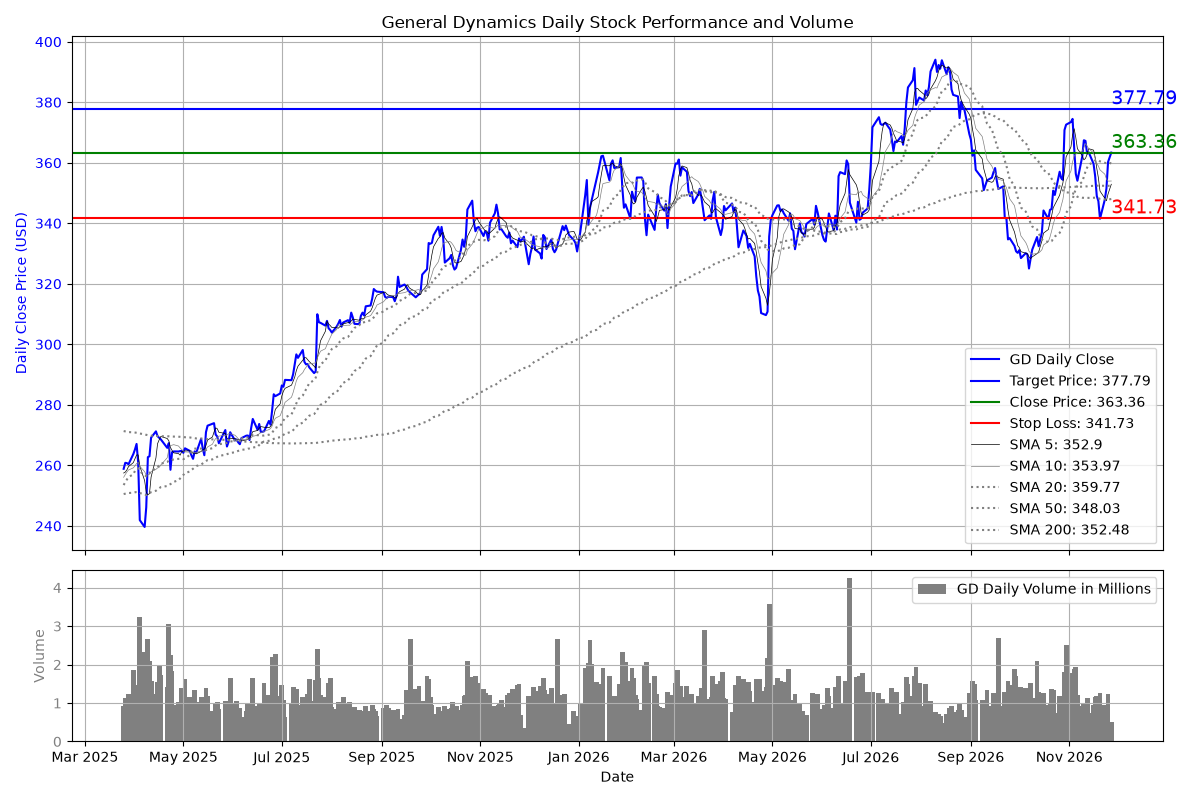 General Dynamics Daily Stock Performance and Volume
Daily Close Price (USD)
400
380
360
340
320
300
280
260
240
377.79
363.36
341.73
GD Daily Close
Target Price: 377.79
Close Price: 363.36
Stop Loss: 341.73
SMA 5: 352.9
SMA 10: 353.97
SMA 20: 359.77
SMA 50: 348.03
SMA 200: 352.48
Volume
4
3
2
1
0
GD Daily Volume in Millions
Mar 2025 May 2025 Jul 2025 Sep 2025 Nov 2025 Jan 2026 Mar 2026 May 2026 Jul 2026 Sep 2026 Nov 2026
Date